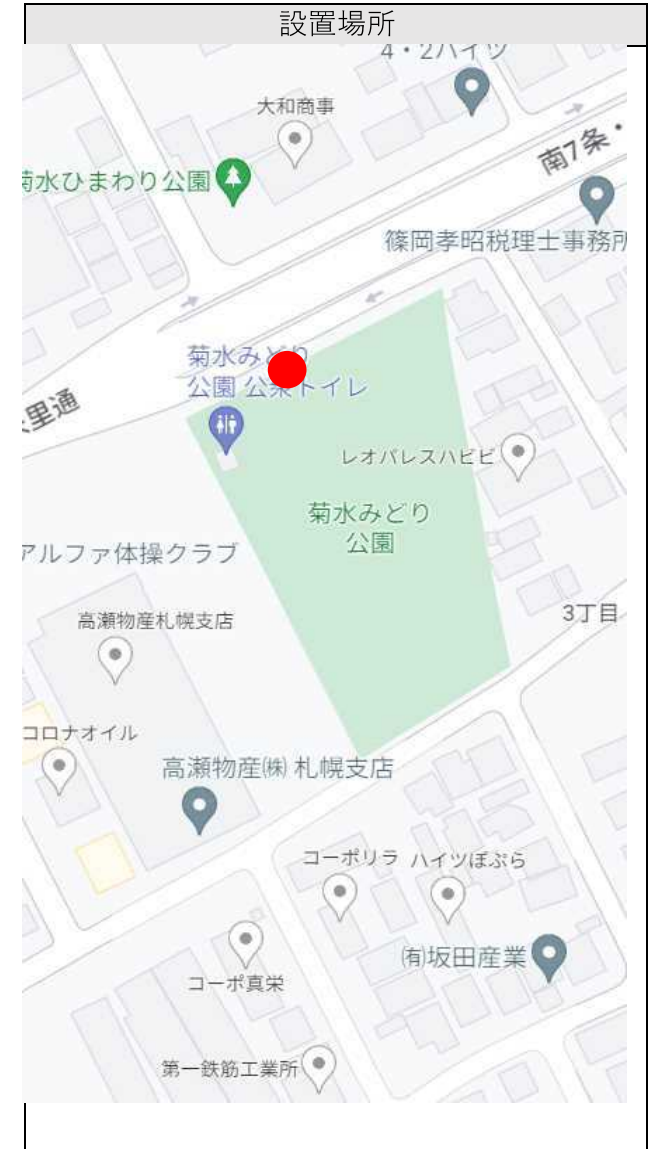 設置場所
4・2ハイツ
大和商事
南7条・
菊水ひまわり公園
篠岡孝昭税理士事務所
菊水みどり
公園 公衆トイレ
里通
レオパレスハビビ
菊水みどり
公園
アルファ体操クラブ
3丁目
高瀬物産札幌支店
コロナオイル
高瀬物産㈱ 札幌支店
コーポリラ ハイツぽぷら
㈲坂田産業
コーポ真栄
第一鉄筋工業所